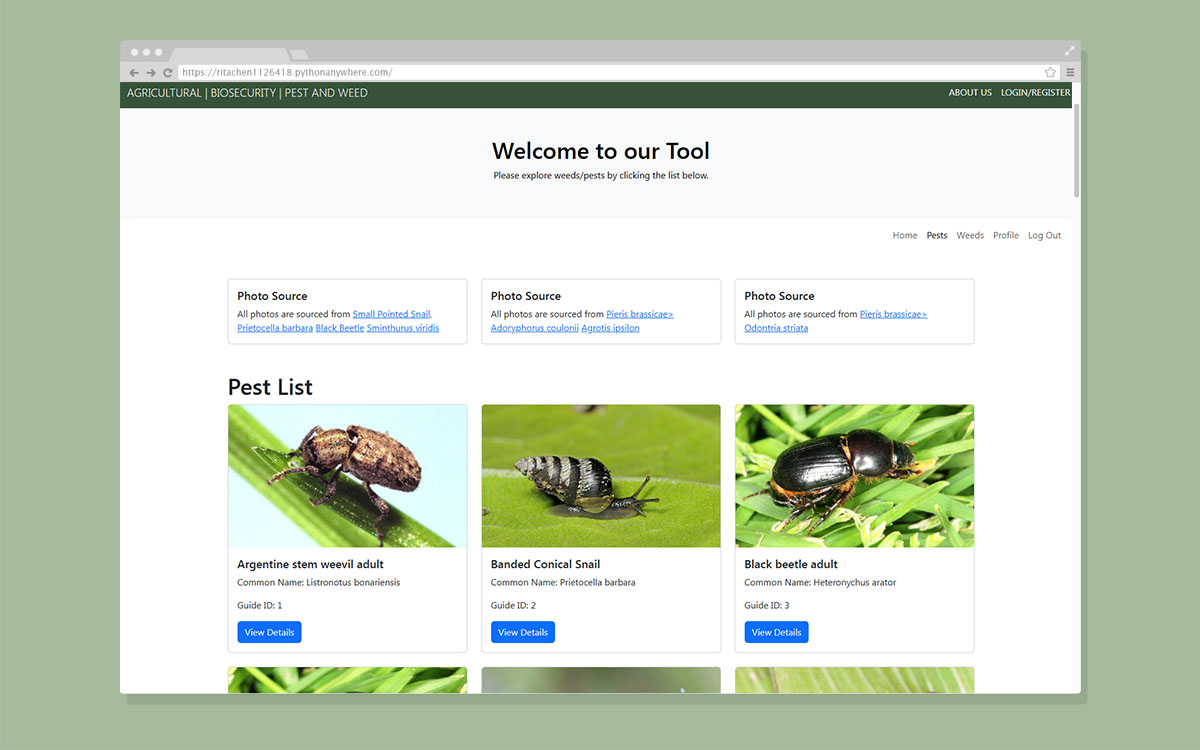 https://ritachen1126418.pythonanywhere.com/
AGRICULTURAL | BIOSECURITY | PEST AND WEED
ABOUT US LOGIN/REGISTER
Welcome to our Tool
Please explore weeds/pests by clicking the list below.
Home Pests Weeds Profile Log Out
Photo Source
All photos are sourced from Small Pointed Snail,
Prietocella barbara Black Beetle Sminthurus viridis
Photo Source
All photos are sourced from Pieris brassicae>
Adoryphorus coulonii Agrotis ipsilon
Photo Source
All photos are sourced from Pieris brassicae>
Odontria striata
Pest List
Argentine stem weevil adult
Common Name: Listronotus bonariensis
Guide ID: 1
View Details
Banded Conical Snail
Common Name: Prietocella barbara
Guide ID: 2
View Details
Black beetle adult
Common Name: Heteronychus arator
Guide ID: 3
View Details